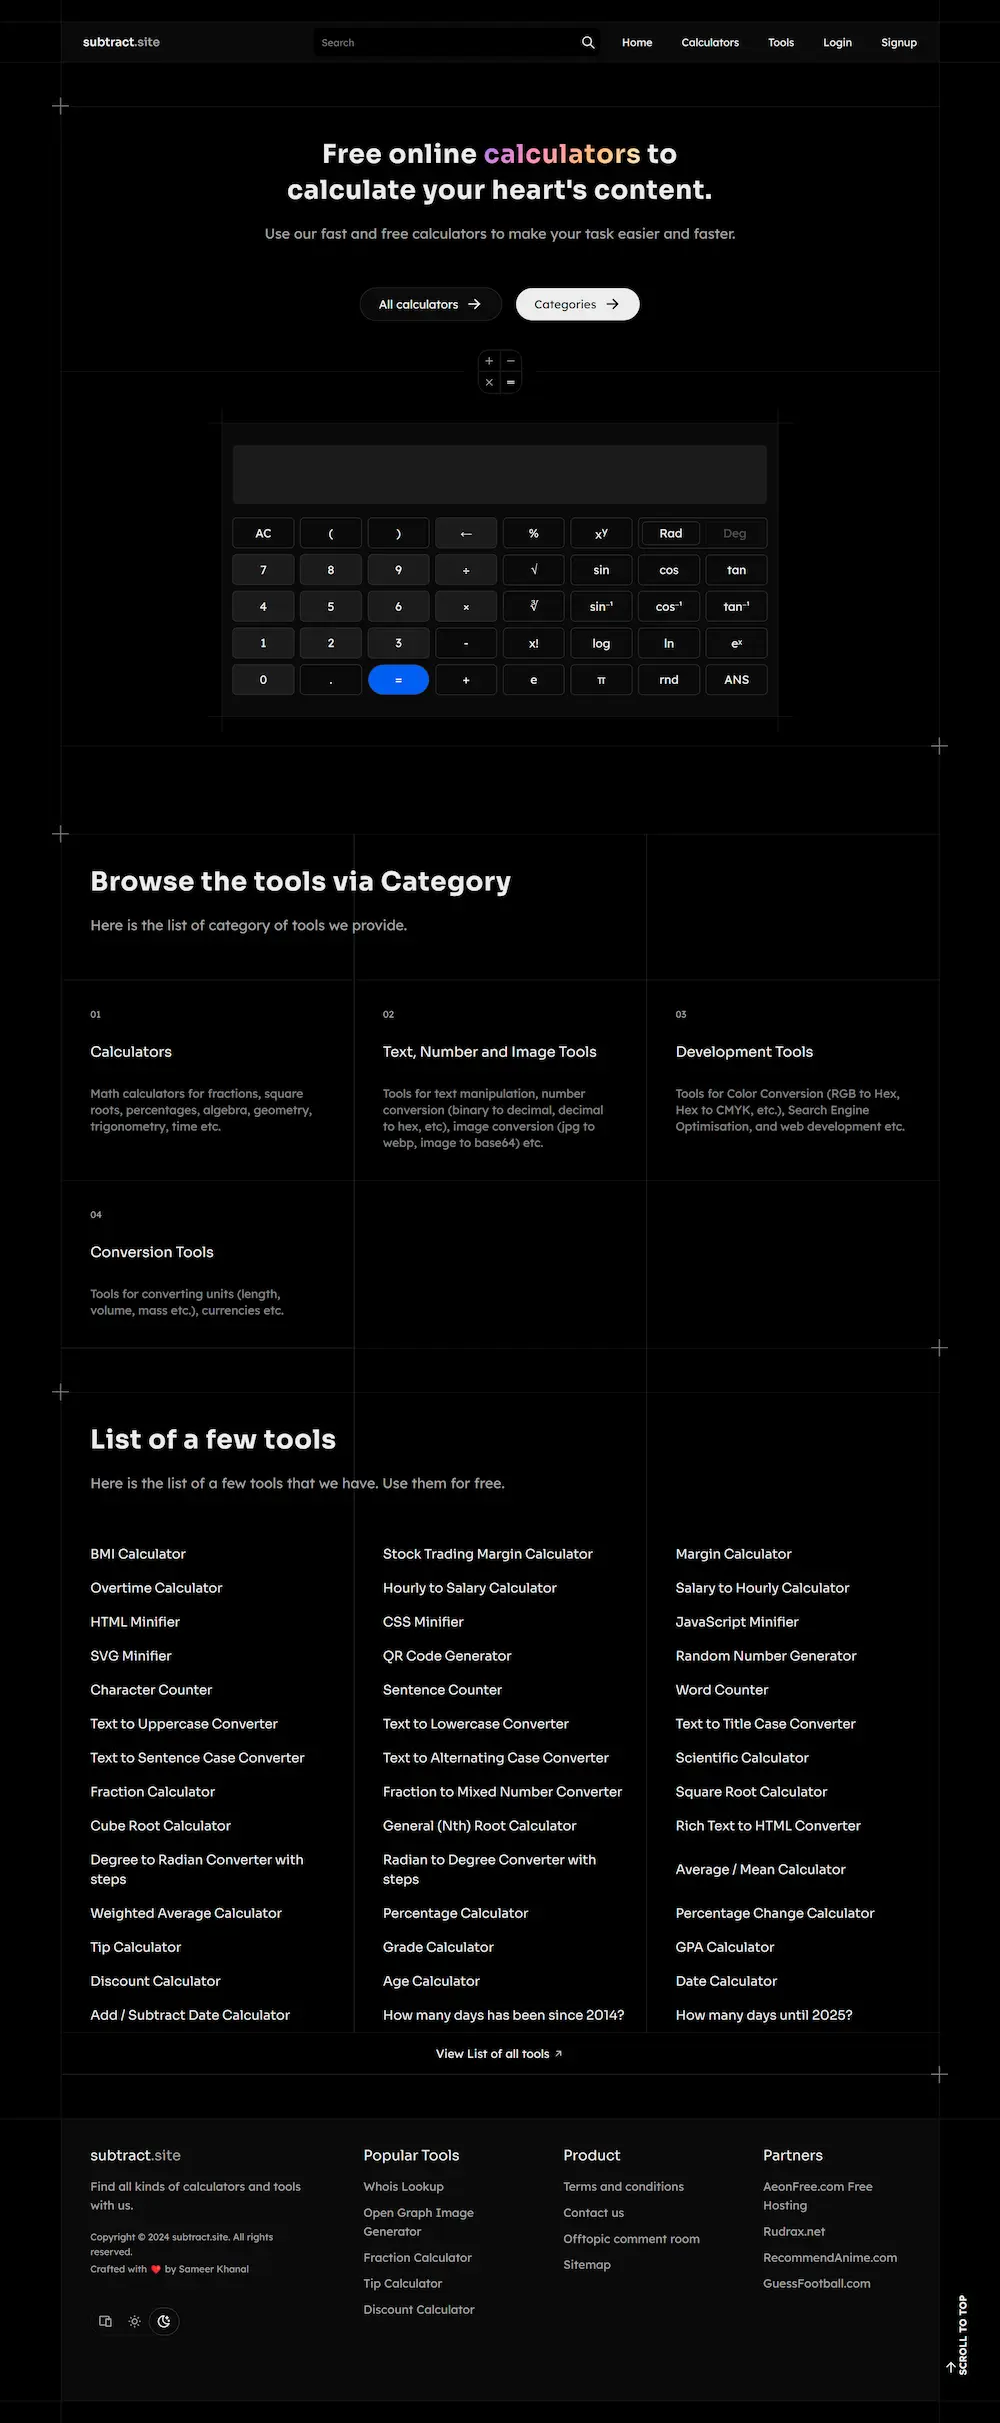 subtract.site
Search
Home
Calculators
Tools
Login
Signup
Free online calculators to
calculate your heart's content.
Use our fast and free calculators to make your task easier and faster.
All calculators →
Categories →
+ −
× =
AC ( ) ← % xʸ Rad Deg
7 8 9 ÷ √ sin cos tan
4 5 6 × ∛ sin⁻¹ cos⁻¹ tan⁻¹
1 2 3 - x! log ln eˣ
0 . = + e π rnd ANS
Browse the tools via Category
Here is the list of category of tools we provide.
01
Calculators
Math calculators for fractions, square
roots, percentages, algebra, geometry,
trigonometry, time etc.
02
Text, Number and Image Tools
Tools for text manipulation, number
conversion (binary to decimal, decimal
to hex, etc), image conversion (jpg to
webp, image to base64) etc.
03
Development Tools
Tools for Color Conversion (RGB to Hex,
Hex to CMYK, etc.), Search Engine
Optimisation, and web development etc.
04
Conversion Tools
Tools for converting units (length,
volume, mass etc.), currencies etc.
List of a few tools
Here is the list of a few tools that we have. Use them for free.
BMI Calculator
Stock Trading Margin Calculator
Margin Calculator
Overtime Calculator
Hourly to Salary Calculator
Salary to Hourly Calculator
HTML Minifier
CSS Minifier
JavaScript Minifier
SVG Minifier
QR Code Generator
Random Number Generator
Character Counter
Sentence Counter
Word Counter
Text to Uppercase Converter
Text to Lowercase Converter
Text to Title Case Converter
Text to Sentence Case Converter
Text to Alternating Case Converter
Scientific Calculator
Fraction Calculator
Fraction to Mixed Number Converter
Square Root Calculator
Cube Root Calculator
General (Nth) Root Calculator
Rich Text to HTML Converter
Degree to Radian Converter with
steps
Radian to Degree Converter with
steps
Average / Mean Calculator
Weighted Average Calculator
Percentage Calculator
Percentage Change Calculator
Tip Calculator
Grade Calculator
GPA Calculator
Discount Calculator
Age Calculator
Date Calculator
Add / Subtract Date Calculator
How many days has been since 2014?
How many days until 2025?
View List of all tools ↗
subtract.site
Find all kinds of calculators and tools
with us.
Copyright © 2024 subtract.site. All rights
reserved.
Crafted with ❤️ by Sameer Khanal
Popular Tools
Whois Lookup
Open Graph Image
Generator
Fraction Calculator
Tip Calculator
Discount Calculator
Product
Terms and conditions
Contact us
Offtopic comment room
Sitemap
Partners
AeonFree.com Free
Hosting
Rudrax.net
RecommendAnime.com
GuessFootball.com
SCROLL TO TOP